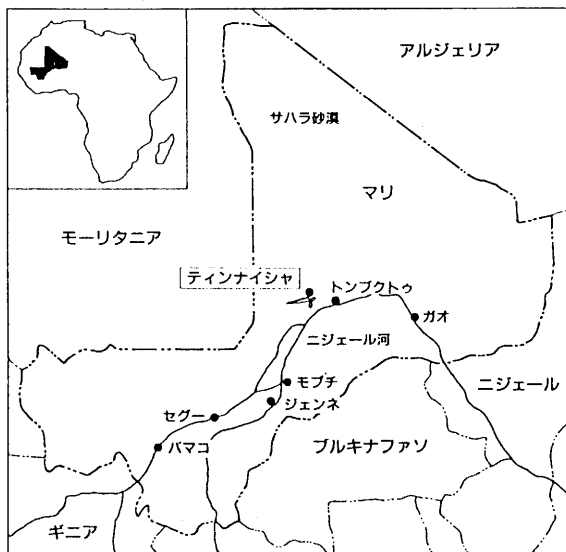 アルジェリア
サハラ砂漠
マリ
モーリタニア
ティンナイシャ
トンブクトゥ
ガオ
ニジェール河
モプチ
ニジェール
ジェンネ
セグー
ブルキナファソ
バマコ
ギニア